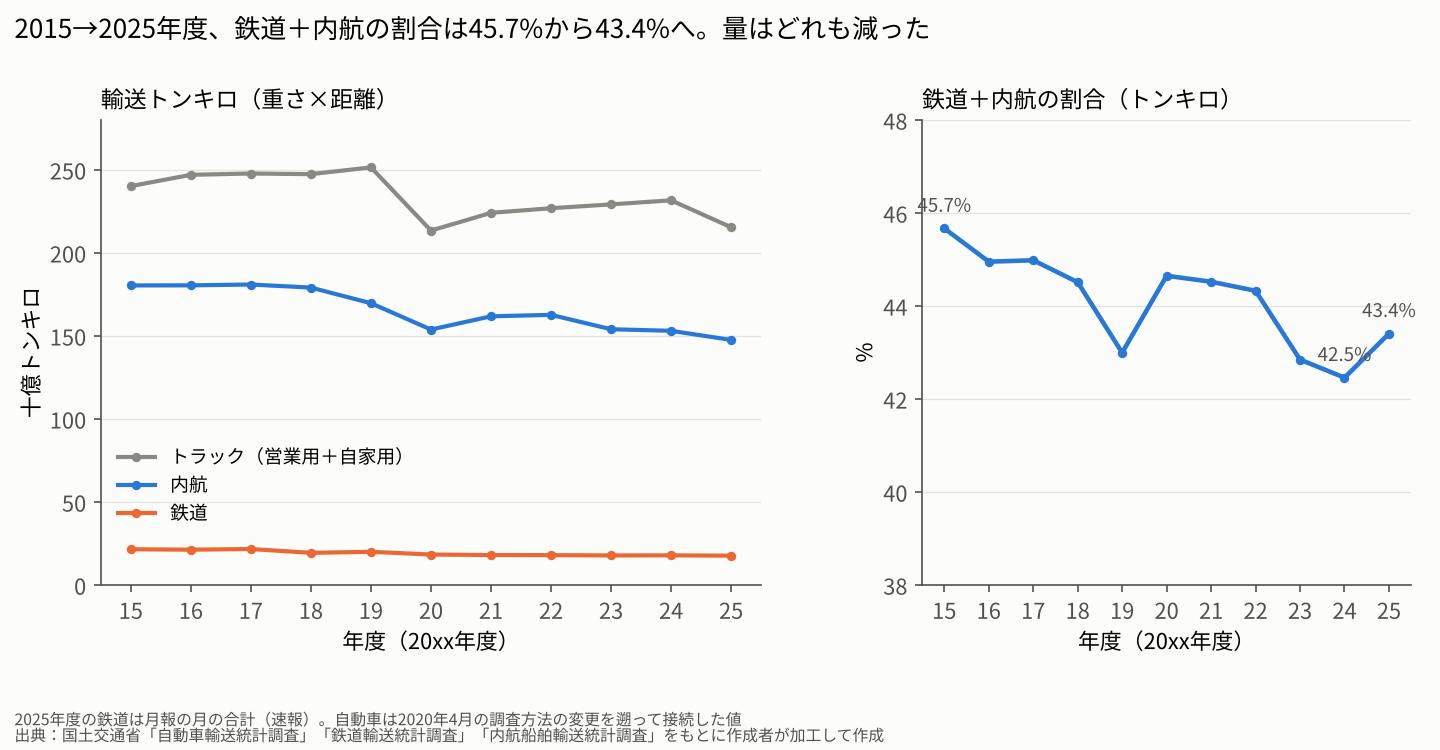 2015→2025年度、鉄道＋内航の割合は45.7%から43.4%へ。量はどれも減った
輸送トンキロ（重さ×距離）
十億トンキロ
250
200
150
100
50
0
トラック（営業用＋自家用）
内航
鉄道
15 16 17 18 19 20 21 22 23 24 25
年度（20xx年度）
鉄道＋内航の割合（トンキロ）
%
48
46
44
42
40
38
45.7%
42.5%
43.4%
15 16 17 18 19 20 21 22 23 24 25
年度（20xx年度）
2025年度の鉄道は月報の月の合計（速報）。自動車は2020年4月の調査方法の変更を遡って接続した値
出典：国土交通省「自動車輸送統計調査」「鉄道輸送統計調査」「内航船舶輸送統計調査」をもとに作成者が加工して作成